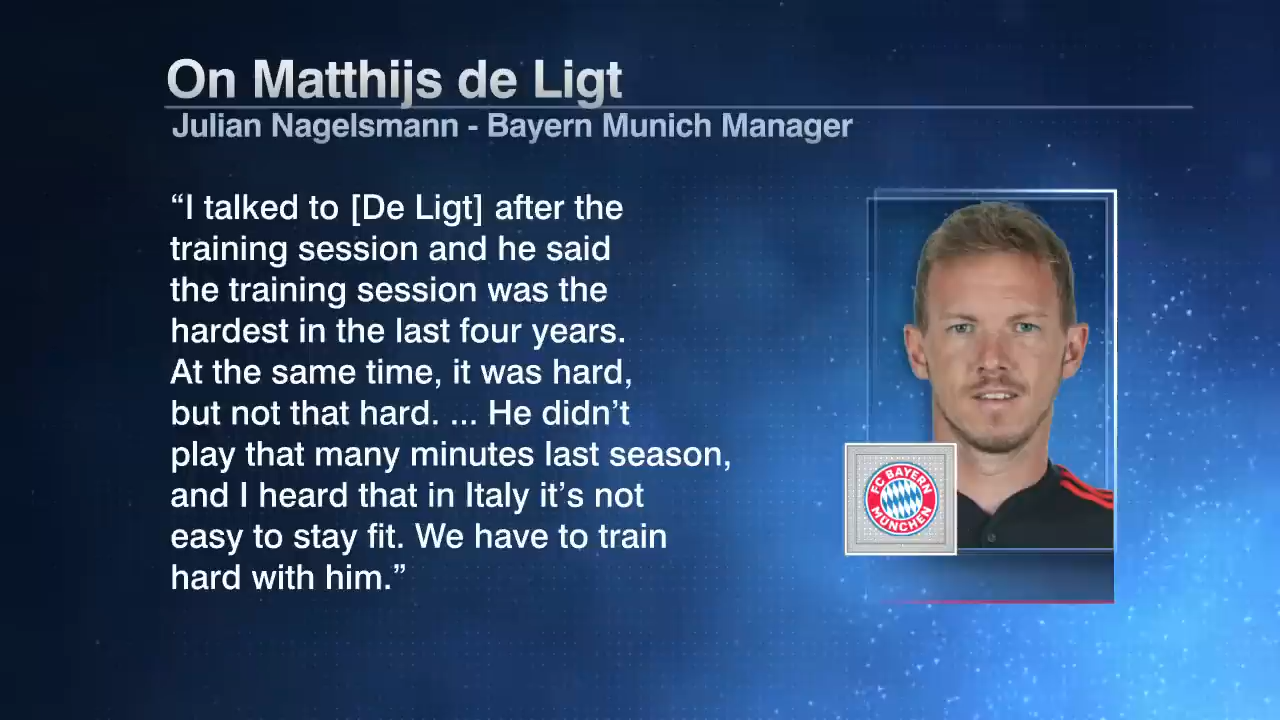 On Matthijs de Ligt
Julian Nagelsmann - Bayern Munich Manager
“I talked to [De Ligt] after the
training session and he said
the training session was the
hardest in the last four years.
At the same time, it was hard,
but not that hard. ... He didn’t
play that many minutes last season,
and I heard that in Italy it’s not
easy to stay fit. We have to train
hard with him.”
FC BAYERN
MÜNCHEN